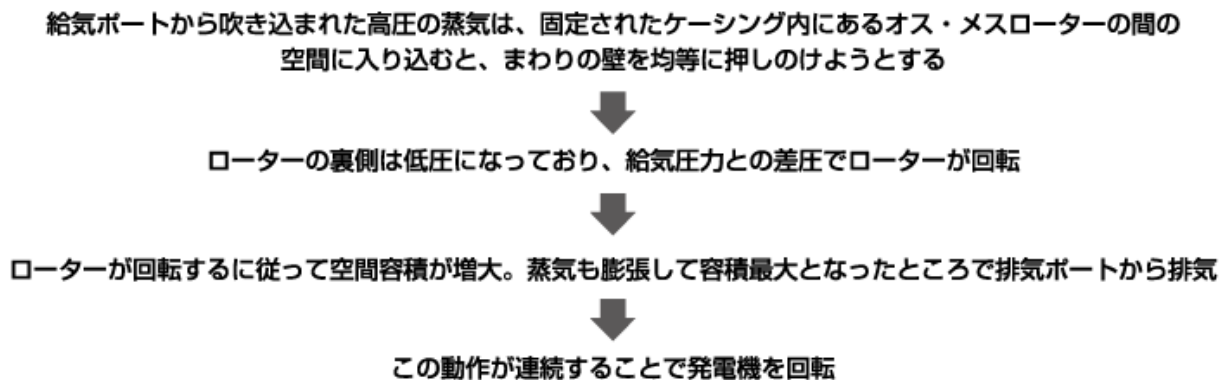 給気ポートから吹き込まれた高圧の蒸気は、固定されたケーシング内にあるオス・メスローターの間の
空間に入り込むと、まわりの壁を均等に押しのけようとする
ローターの裏側は低圧になっており、給気圧力との差圧でローターが回転
ローターが回転するに従って空間容積が増大。蒸気も膨張して容積最大となったところで排気ポートから排気
この動作が連続することで発電機を回転